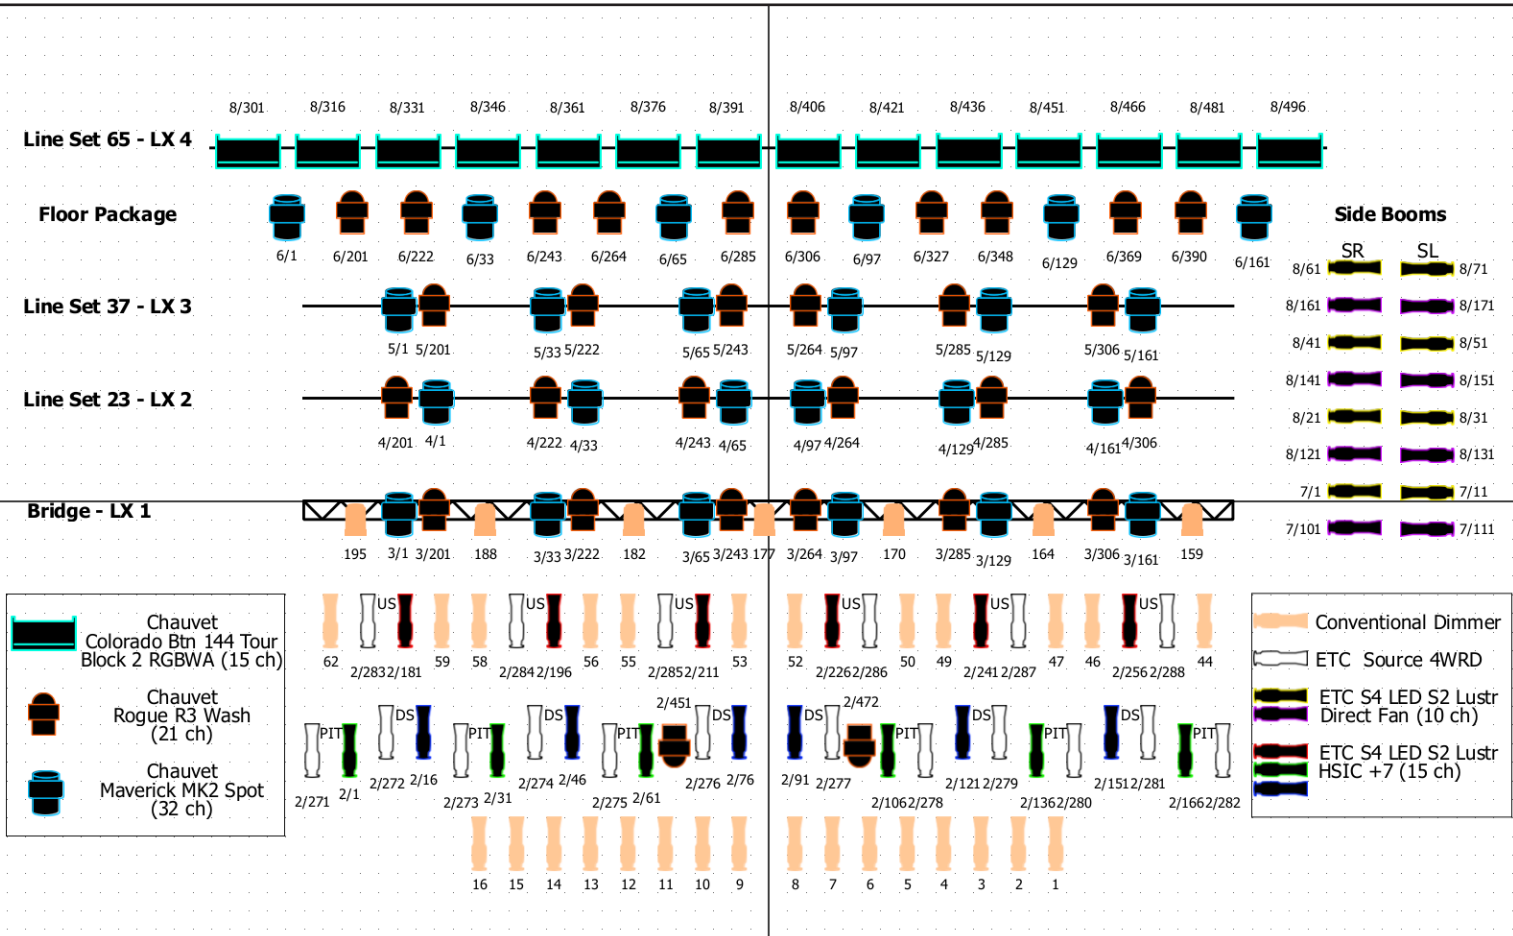 8/301 8/316 8/331 8/346 8/361 8/376 8/391 8/406 8/421 8/436 8/451 8/466 8/481 8/496
Line Set 65 - LX 4
Floor Package
6/1 6/201 6/222 6/33 6/243 6/264 6/65 6/285 6/306 6/97 6/327 6/348 6/129 6/369 6/390 6/161
Line Set 37 - LX 3
5/1 5/201 5/33 5/222 5/65 5/243 5/264 5/97 5/285 5/129 5/306 5/161
Line Set 23 - LX 2
4/201 4/1 4/222 4/33 4/243 4/65 4/97 4/264 4/129 4/285 4/161 4/306
Bridge - LX 1
195 3/1 3/201 188 3/33 3/222 182 3/65 3/243 177 3/264 3/97 170 3/285 3/129 164 3/306 3/161 159
Side Booms
SR SL
8/61 8/71
8/161 8/171
8/41 8/51
8/141 8/151
8/21 8/31
8/121 8/131
7/1 7/11
7/101 7/111
US US US US US US
62 2/283 2/181 59 58 2/284 2/196 56 55 2/285 2/211 53 52 2/226 2/286 50 49 2/241 2/287 47 46 2/256 2/288 44
2/451 2/472
DS DS DS DS DS DS
PIT PIT PIT PIT PIT PIT
2/272 2/16 2/274 2/46 2/276 2/76 2/91 2/277 2/121 2/279 2/151 2/281
2/271 2/1 2/273 2/31 2/275 2/61 2/106 2/278 2/136 2/280 2/166 2/282
16 15 14 13 12 11 10 9 8 7 6 5 4 3 2 1
Chauvet
Colorado Btn 144 Tour
Block 2 RGBWA (15 ch)
Chauvet
Rogue R3 Wash
(21 ch)
Chauvet
Maverick MK2 Spot
(32 ch)
Conventional Dimmer
ETC Source 4WRD
ETC S4 LED S2 Lustr
Direct Fan (10 ch)
ETC S4 LED S2 Lustr
HSIC +7 (15 ch)